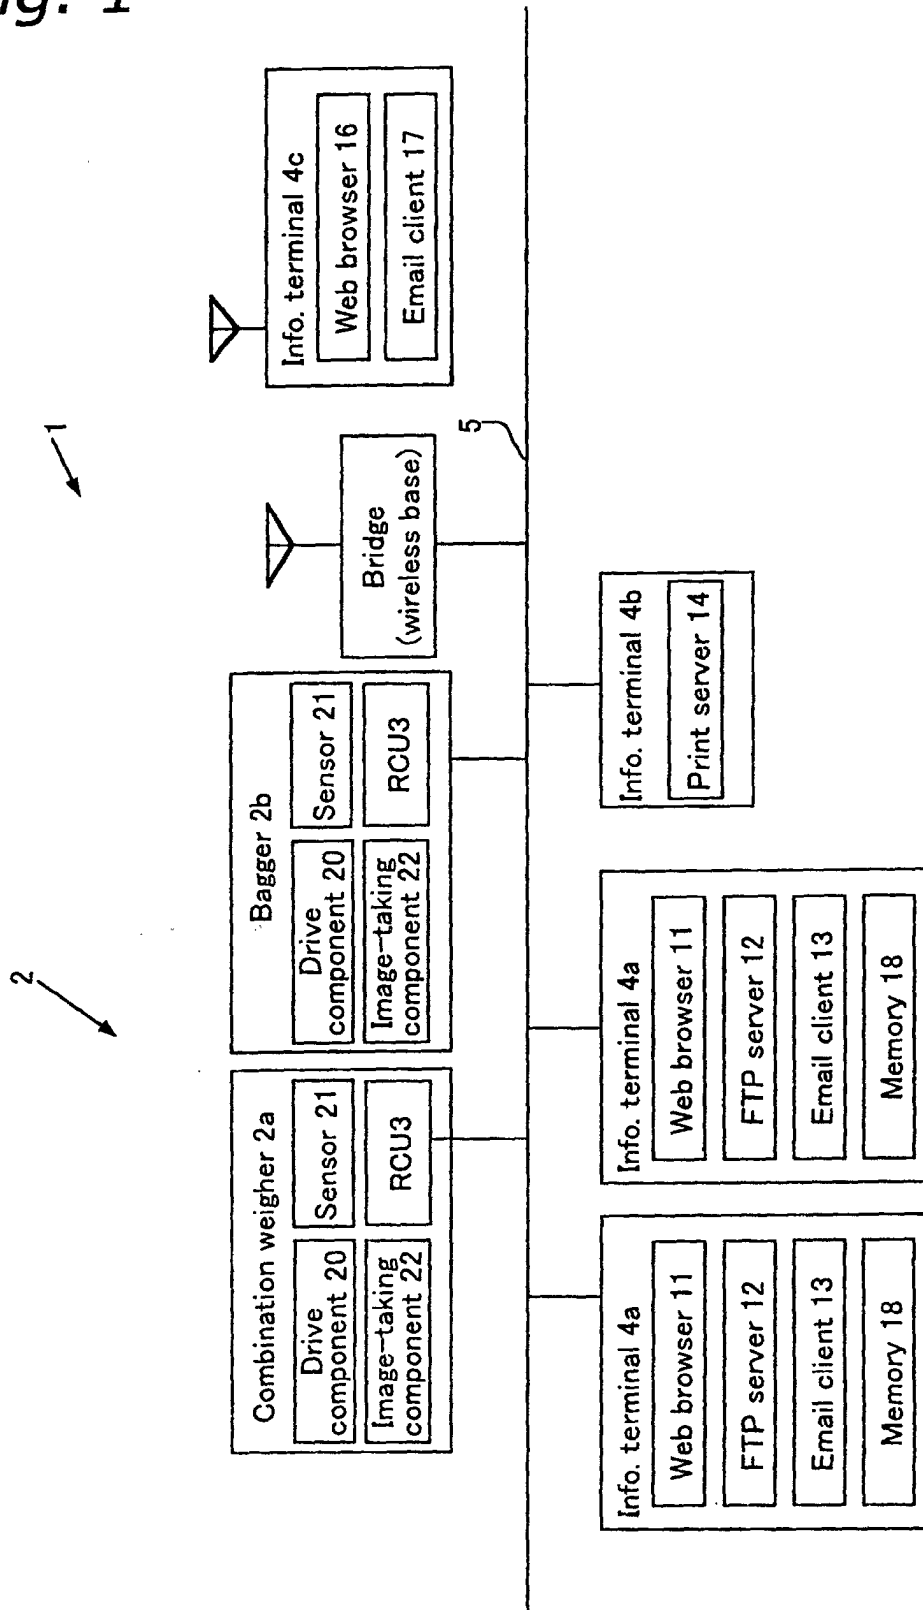 Fig. 1
1
2
Combination weigher 2a
Drive
component 20
Sensor 21
Image-taking
component 22
RCU3
Bagger 2b
Drive
component 20
Sensor 21
Image-taking
component 22
RCU3
Bridge
(wireless base)
Info. terminal 4c
Web browser 16
Email client 17
5
Info. terminal 4a
Web browser 11
FTP server 12
Email client 13
Memory 18
Info. terminal 4a
Web browser 11
FTP server 12
Email client 13
Memory 18
Info. terminal 4b
Print server 14